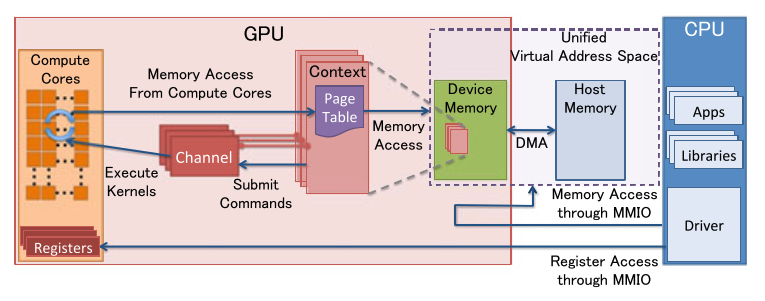 GPU
CPU
Unified
Virtual Address Space
Compute
Cores
Memory Access
From Compute Cores
Context
Page
Table
Device
Memory
Host
Memory
Memory
Access
DMA
Apps
Libraries
Driver
Channel
Execute
Kernels
Submit
Commands
Memory Access
through MMIO
Registers
Register Access
through MMIO